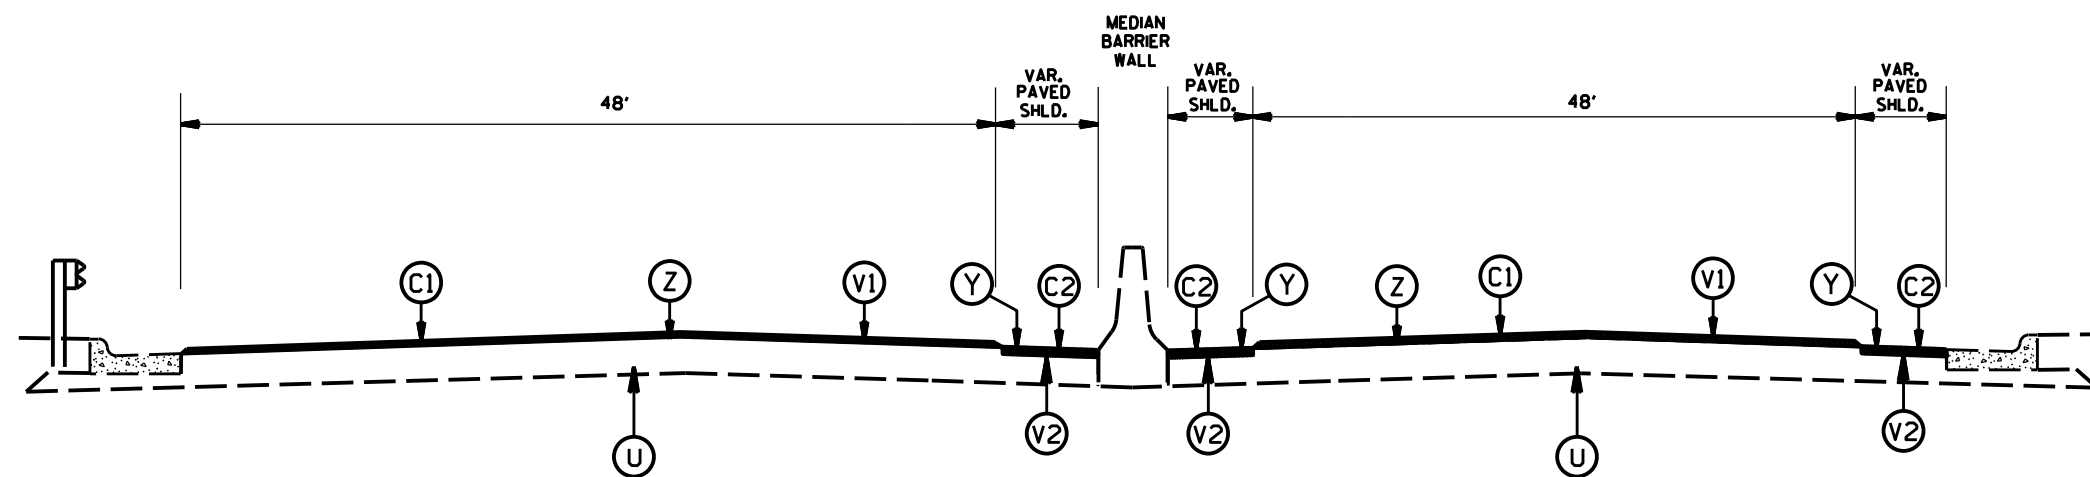 MEDIAN
BARRIER
WALL
48'
VAR.
PAVED
SHLD.
VAR.
PAVED
SHLD.
48'
VAR.
PAVED
SHLD.
C1
Z
V1
Y
C2
C2
Y
Z
C1
V1
Y
C2
V2
V2
V2
U
U